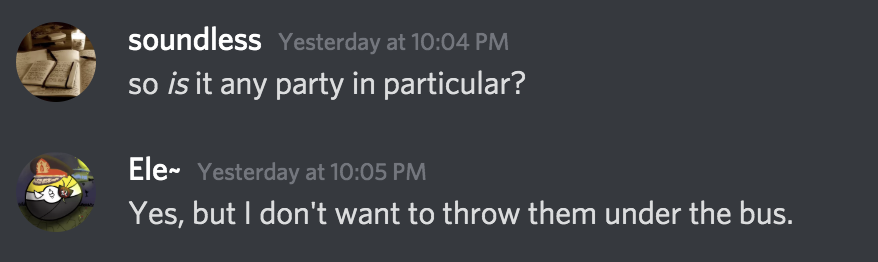 soundless Yesterday at 10:04 PM
so is it any party in particular?
Ele~ Yesterday at 10:05 PM
Yes, but I don't want to throw them under the bus.